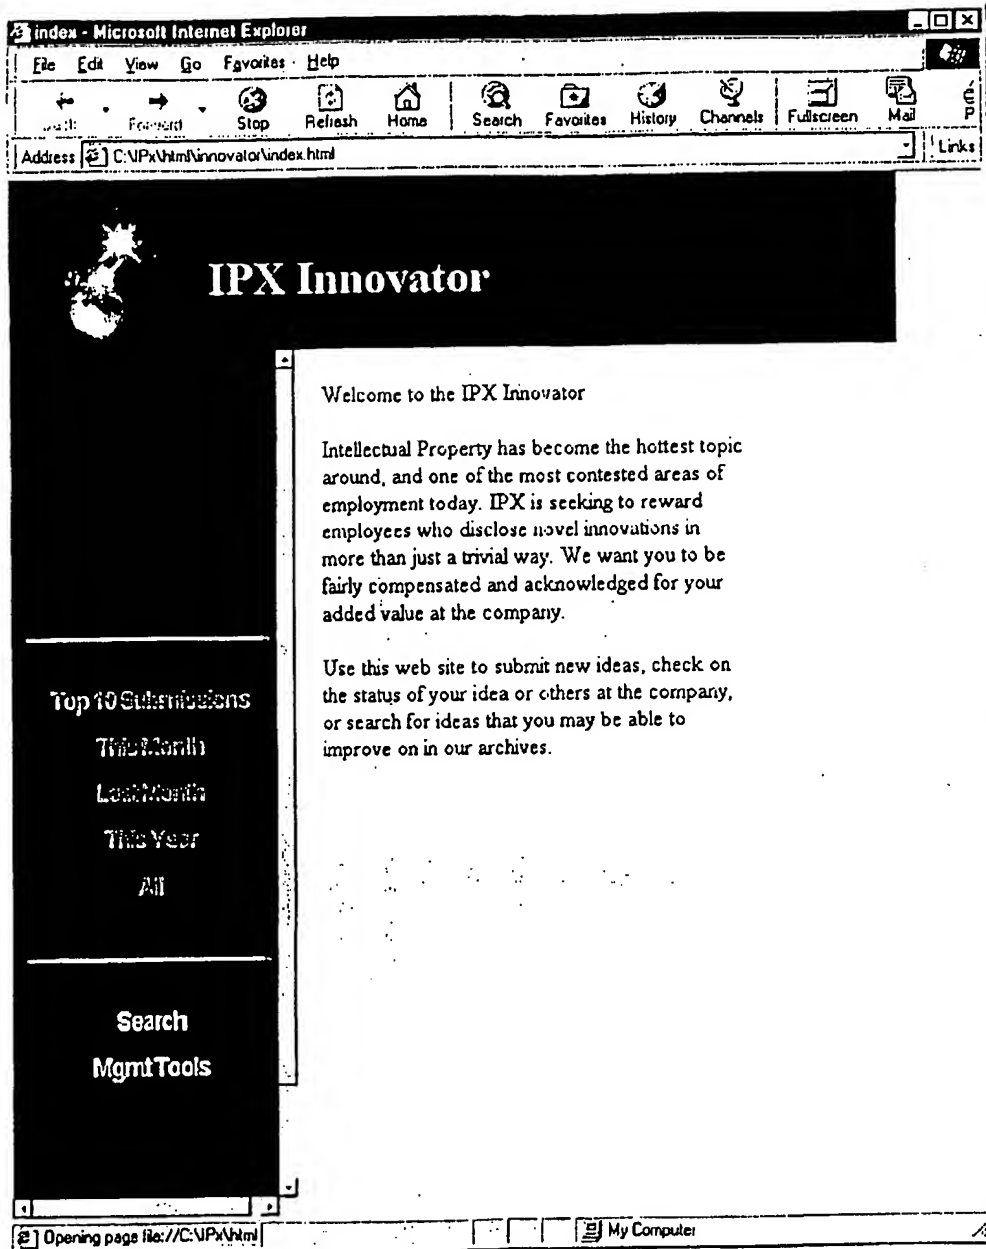 index - Microsoft Internet Explorer
File Edit View Go Favorites Help
Forward Stop Refresh Home Search Favorites History Channels Fullscreen Mail P
Address C:\IPx\html\innovator\index.html Links
IPX Innovator
Welcome to the IPX Innovator
Intellectual Property has become the hottest topic
around, and one of the most contested areas of
employment today. IPX is seeking to reward
employees who disclose novel innovations in
more than just a trivial way. We want you to be
fairly compensated and acknowledged for your
added value at the company.
Use this web site to submit new ideas, check on
the status of your idea or others at the company,
or search for ideas that you may be able to
improve on in our archives.
Top 10 Submissions
This Month
Last Month
This Year
All
Search
Mgmt Tools
Opening page file://C:\IPx\html My Computer